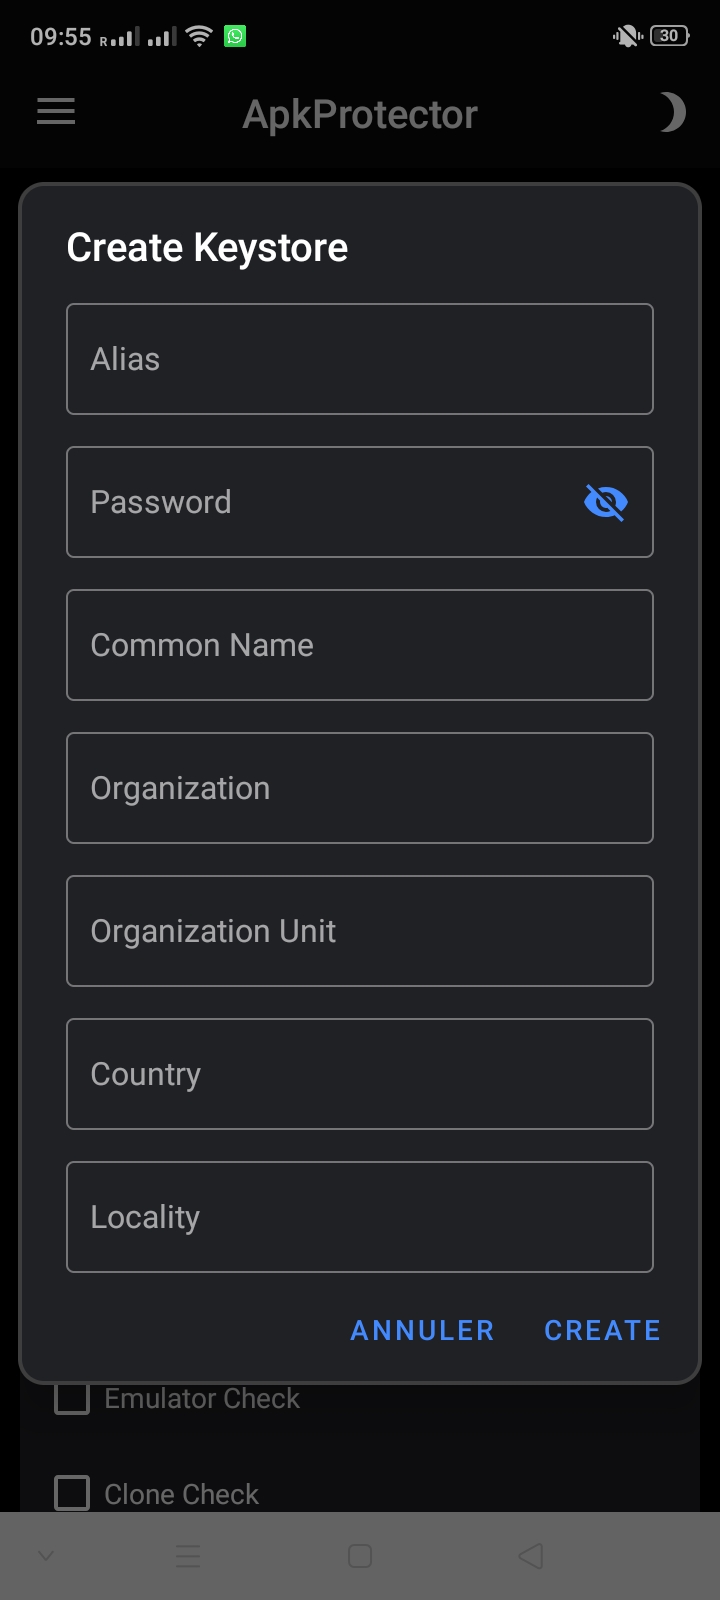 09:55 R 30
ApkProtector
Create Keystore
Alias
Password
Common Name
Organization
Organization Unit
Country
Locality
ANNULER CREATE
Emulator Check
Clone Check